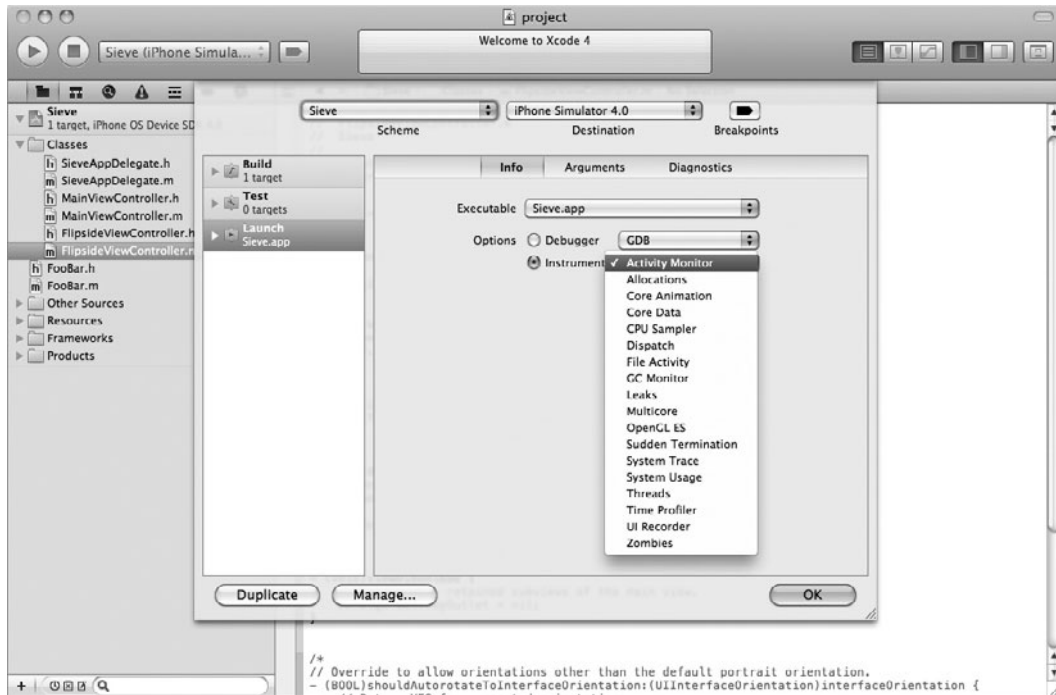 project
Sieve (iPhone Simula...
Welcome to Xcode 4
Sieve
1 target, iPhone OS Device SD
Classes
h SieveAppDelegate.h
m SieveAppDelegate.m
h MainViewController.h
m MainViewController.m
h FlipsideViewController.h
m FlipsideViewController.m
h FooBar.h
m FooBar.m
Other Sources
Resources
Frameworks
Products
Sieve
iPhone Simulator 4.0
Scheme
Destination
Breakpoints
Build
1 target
Test
0 targets
Launch
Sieve.app
Info
Arguments
Diagnostics
Executable
Sieve.app
Options
Debugger
GDB
Instrument
✓ Activity Monitor
Allocations
Core Animation
Core Data
CPU Sampler
Dispatch
File Activity
GC Monitor
Leaks
Multicore
OpenGL ES
Sudden Termination
System Trace
System Usage
Threads
Time Profiler
UI Recorder
Zombies
Duplicate
Manage...
OK
}
/*
// Override to allow orientations other than the default portrait orientation.
- (BOOL)shouldAutorotateToInterfaceOrientation:(UIInterfaceOrientation)interfaceOrientation {